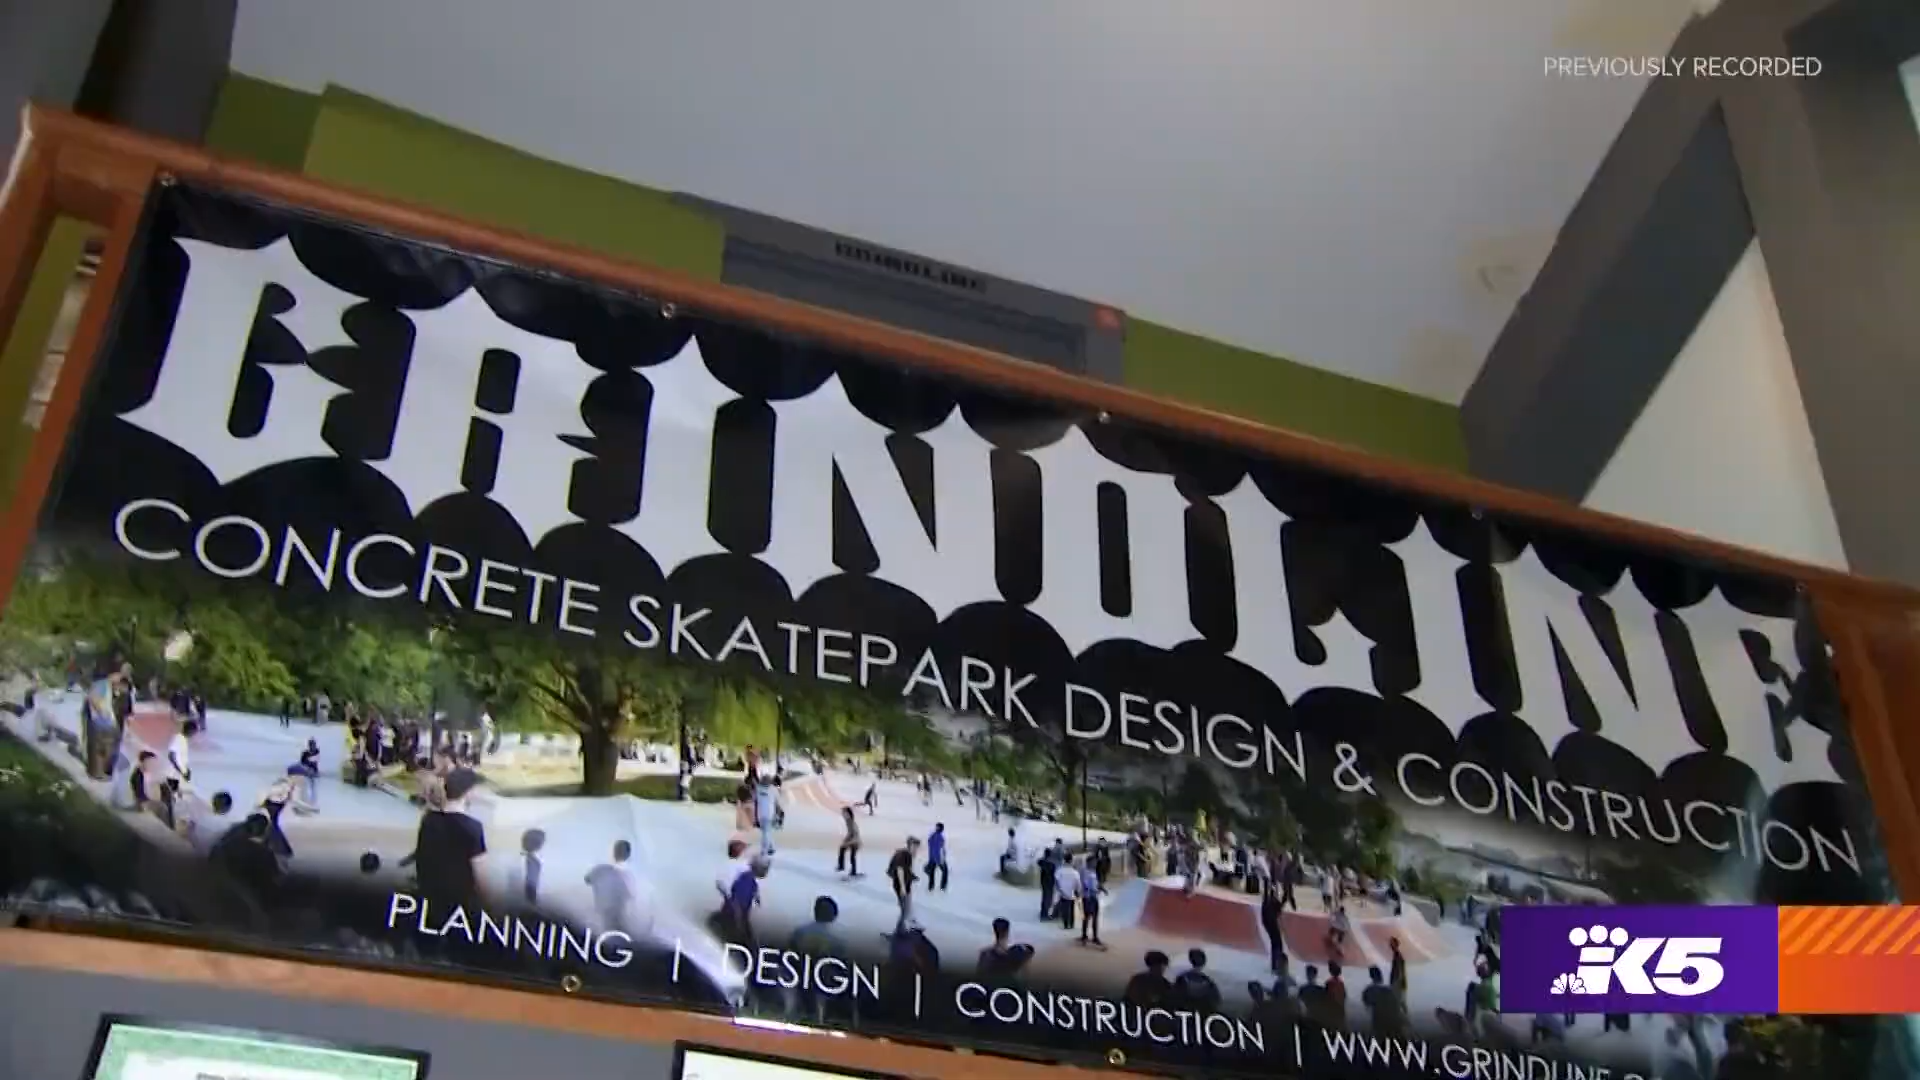 PREVIOUSLY RECORDED
GRINDLINE
CONCRETE SKATEPARK DESIGN & CONSTRUCTION
PLANNING | DESIGN | CONSTRUCTION | WWW.GRINDLINE
K5